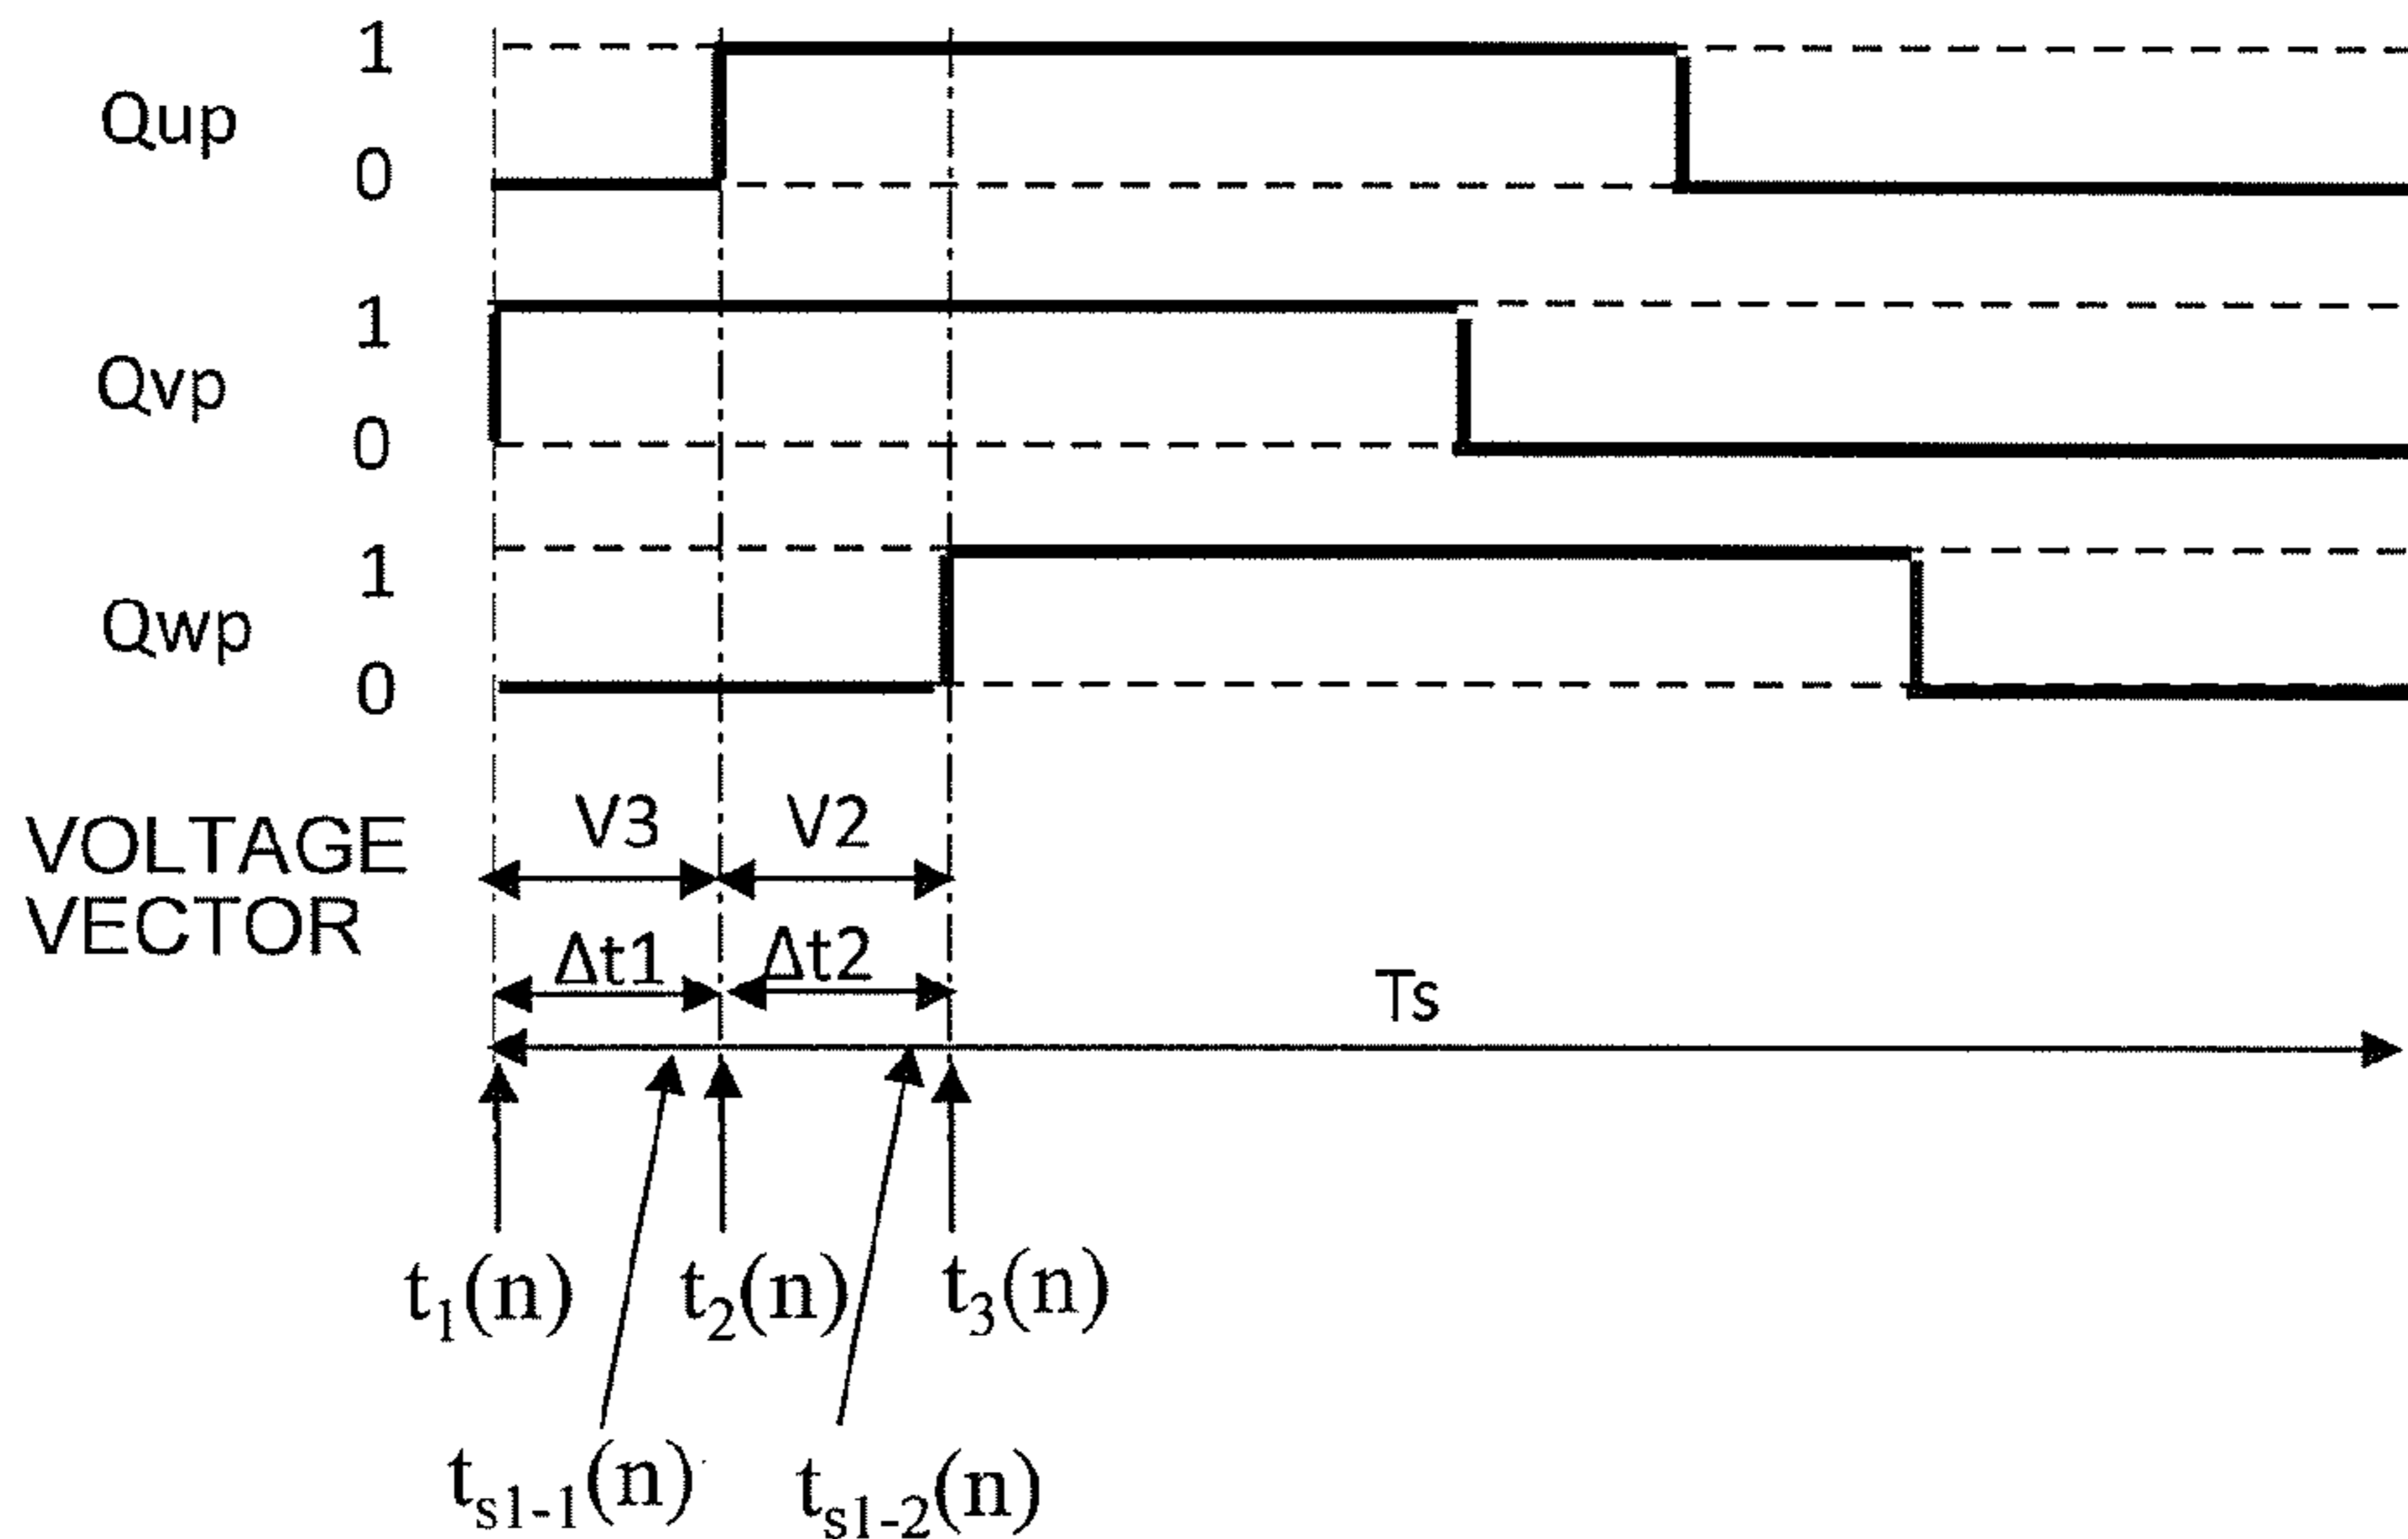 1
Qup
0
1
Qvp
0
1
Qwp
0
VOLTAGE
VECTOR
V3 V2
Δt1 Δt2
Ts
t1(n) t2(n) t3(n)
ts1-1(n) ts1-2(n)